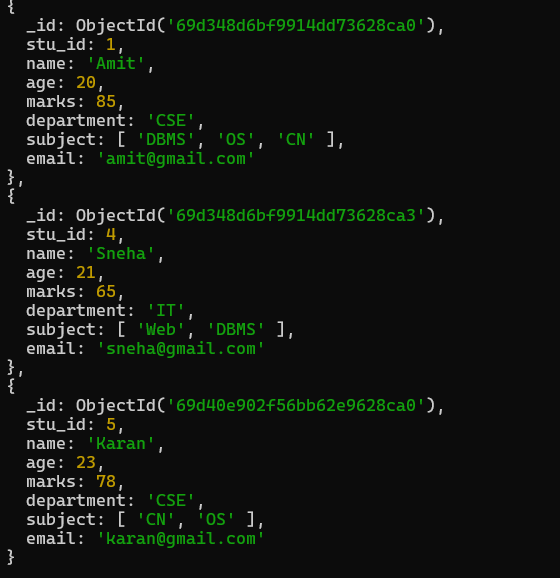 {
  _id: ObjectId('69d348d6bf9914dd73628ca0'),
  stu_id: 1,
  name: 'Amit',
  age: 20,
  marks: 85,
  department: 'CSE',
  subject: [ 'DBMS', 'OS', 'CN' ],
  email: 'amit@gmail.com'
},
{
  _id: ObjectId('69d348d6bf9914dd73628ca3'),
  stu_id: 4,
  name: 'Sneha',
  age: 21,
  marks: 65,
  department: 'IT',
  subject: [ 'Web', 'DBMS' ],
  email: 'sneha@gmail.com'
},
{
  _id: ObjectId('69d40e902f56bb62e9628ca0'),
  stu_id: 5,
  name: 'Karan',
  age: 23,
  marks: 78,
  department: 'CSE',
  subject: [ 'CN', 'OS' ],
  email: 'karan@gmail.com'
}